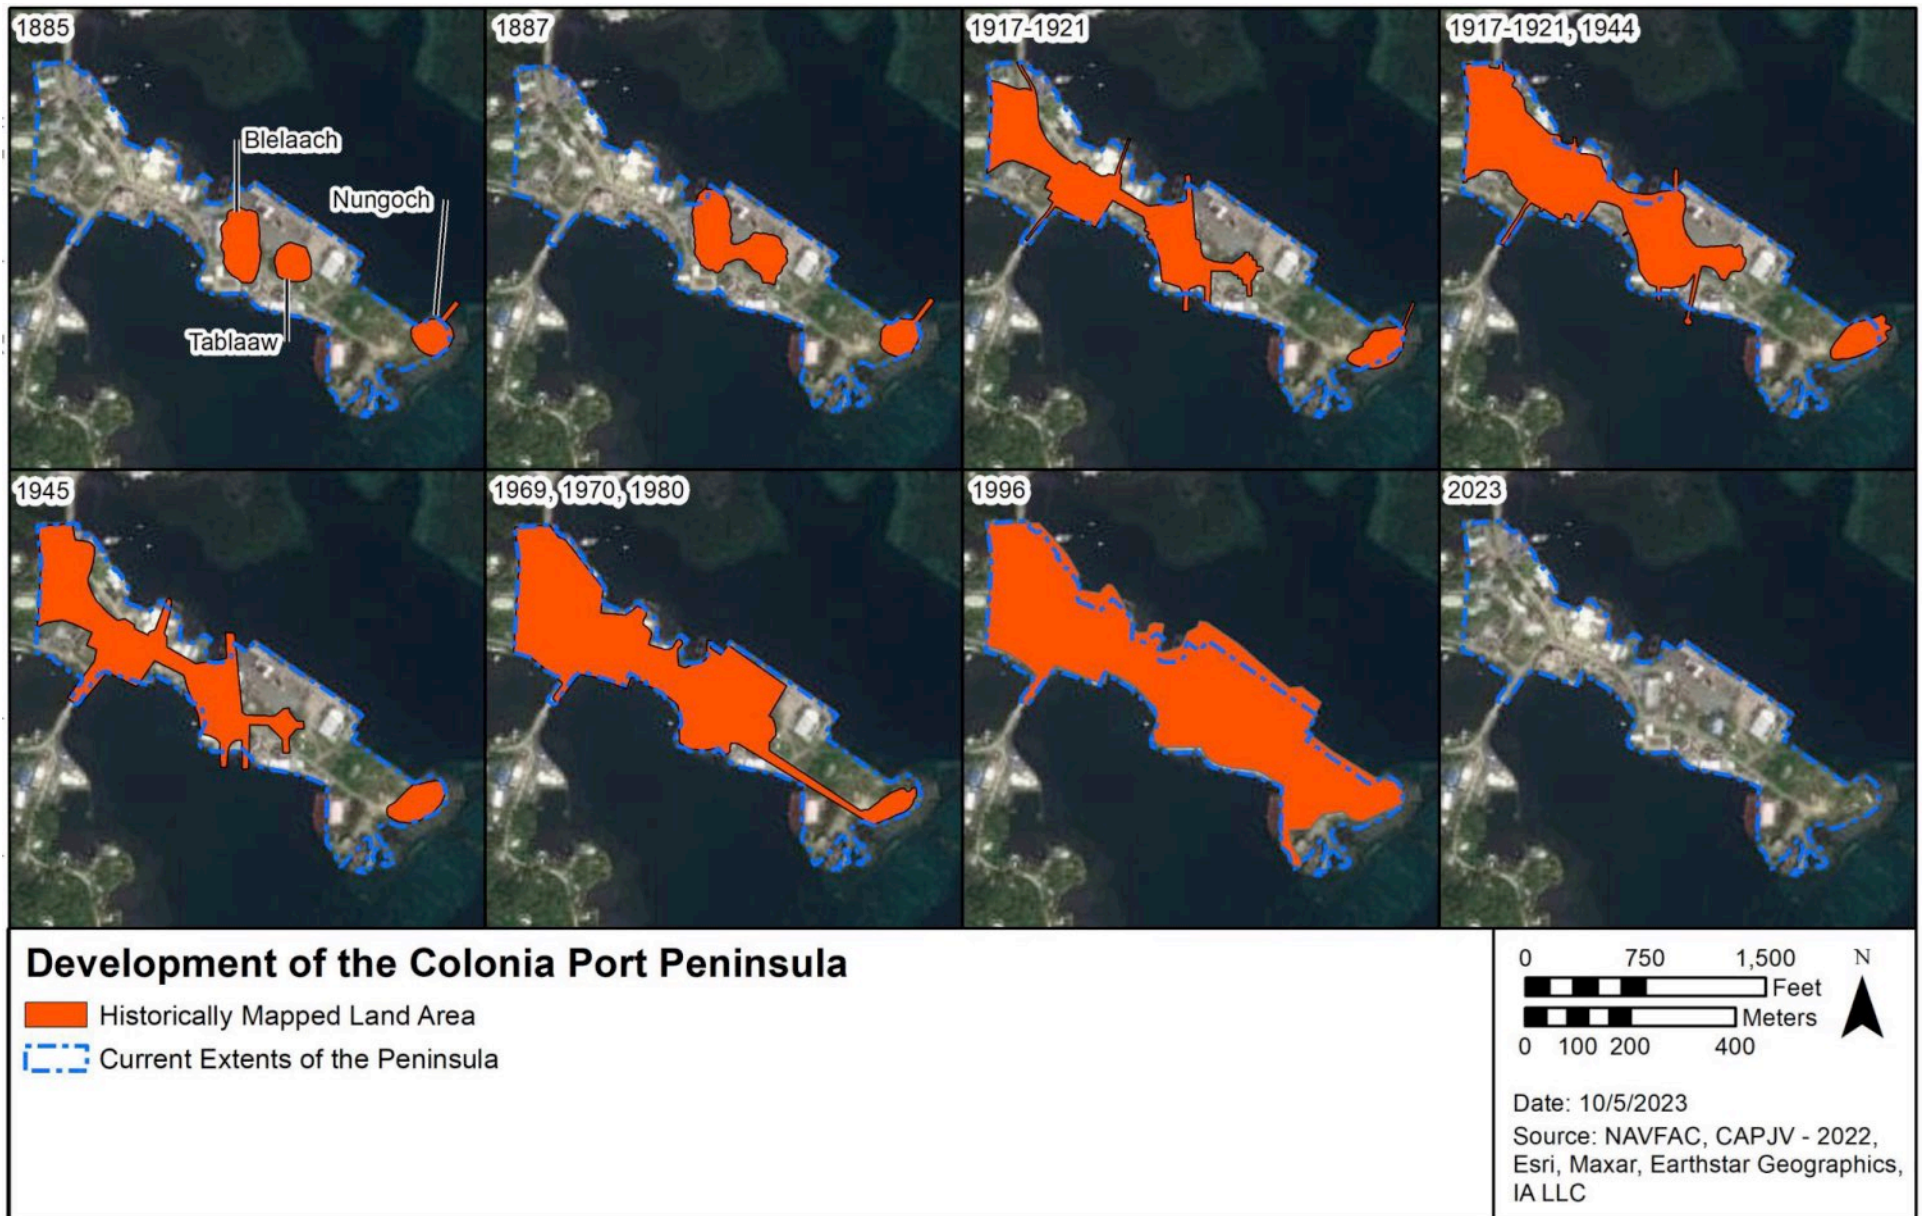 1885
1887
1917-1921
1917-1921, 1944
Blelaach
Nungoch
Tablaaw
1945
1969, 1970, 1980
1996
2023
Development of the Colonia Port Peninsula
Historically Mapped Land Area
Current Extents of the Peninsula
0 750 1,500
Feet
Meters
0 100 200 400
N
Date: 10/5/2023
Source: NAVFAC, CAPJV - 2022,
Esri, Maxar, Earthstar Geographics,
IA LLC